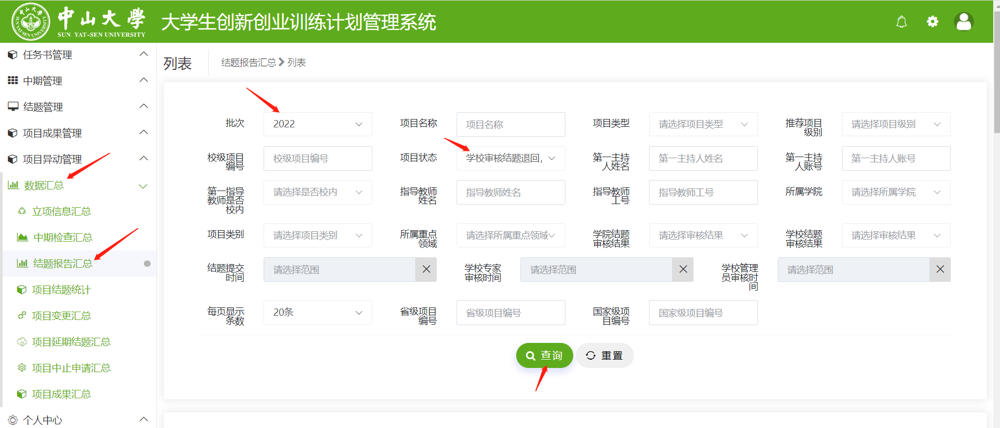 中山大學
SUN YAT-SEN UNIVERSITY
中山大學
SUN YAT-SEN UNIVERSITY
大学生创新创业训练计划管理系统
任务书管理
中期管理
结题管理
项目成果管理
项目异动管理
数据汇总
立项信息汇总
中期检查汇总
结题报告汇总
项目结题统计
项目变更汇总
项目延期结题汇总
项目中止申请汇总
项目成果汇总
个人中心
列表
结题报告汇总 列表
批次
2022
项目名称
项目名称
项目类型
请选择项目类型
推荐项目
级别
请选择项目级别
校级项目
编号
校级项目编号
项目状态
学校审核结题退回,
第一主持
人姓名
第一主持人姓名
第一主持
人账号
第一主持人账号
第一指导
教师是否
校内
请选择是否校内
指导教师
姓名
指导教师姓名
指导教师
工号
指导教师工号
所属学院
请选择所属学院
项目类别
请选择项目类别
所属重点
领域
请选择所属重点领域
学院结题
审核结果
请选择审核结果
学校结题
审核结果
请选择审核结果
结题提交
时间
请选择范围
学校专家
审核时间
请选择范围
学校管理
员审核时
间
请选择范围
每页显示
条数
20条
省级项目
编号
省级项目编号
国家级项
目编号
国家级项目编号
查询
重置